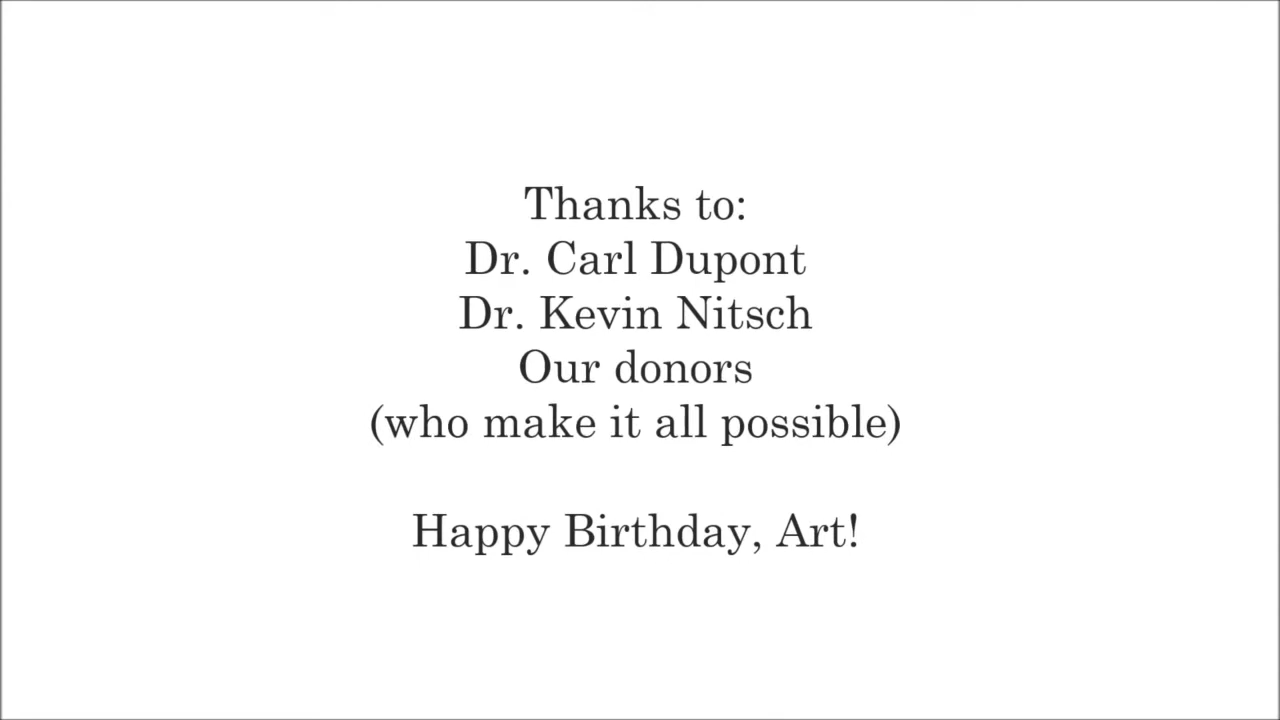 Thanks to:
Dr. Carl Dupont
Dr. Kevin Nitsch
Our donors
(who make it all possible)
Happy Birthday, Art!